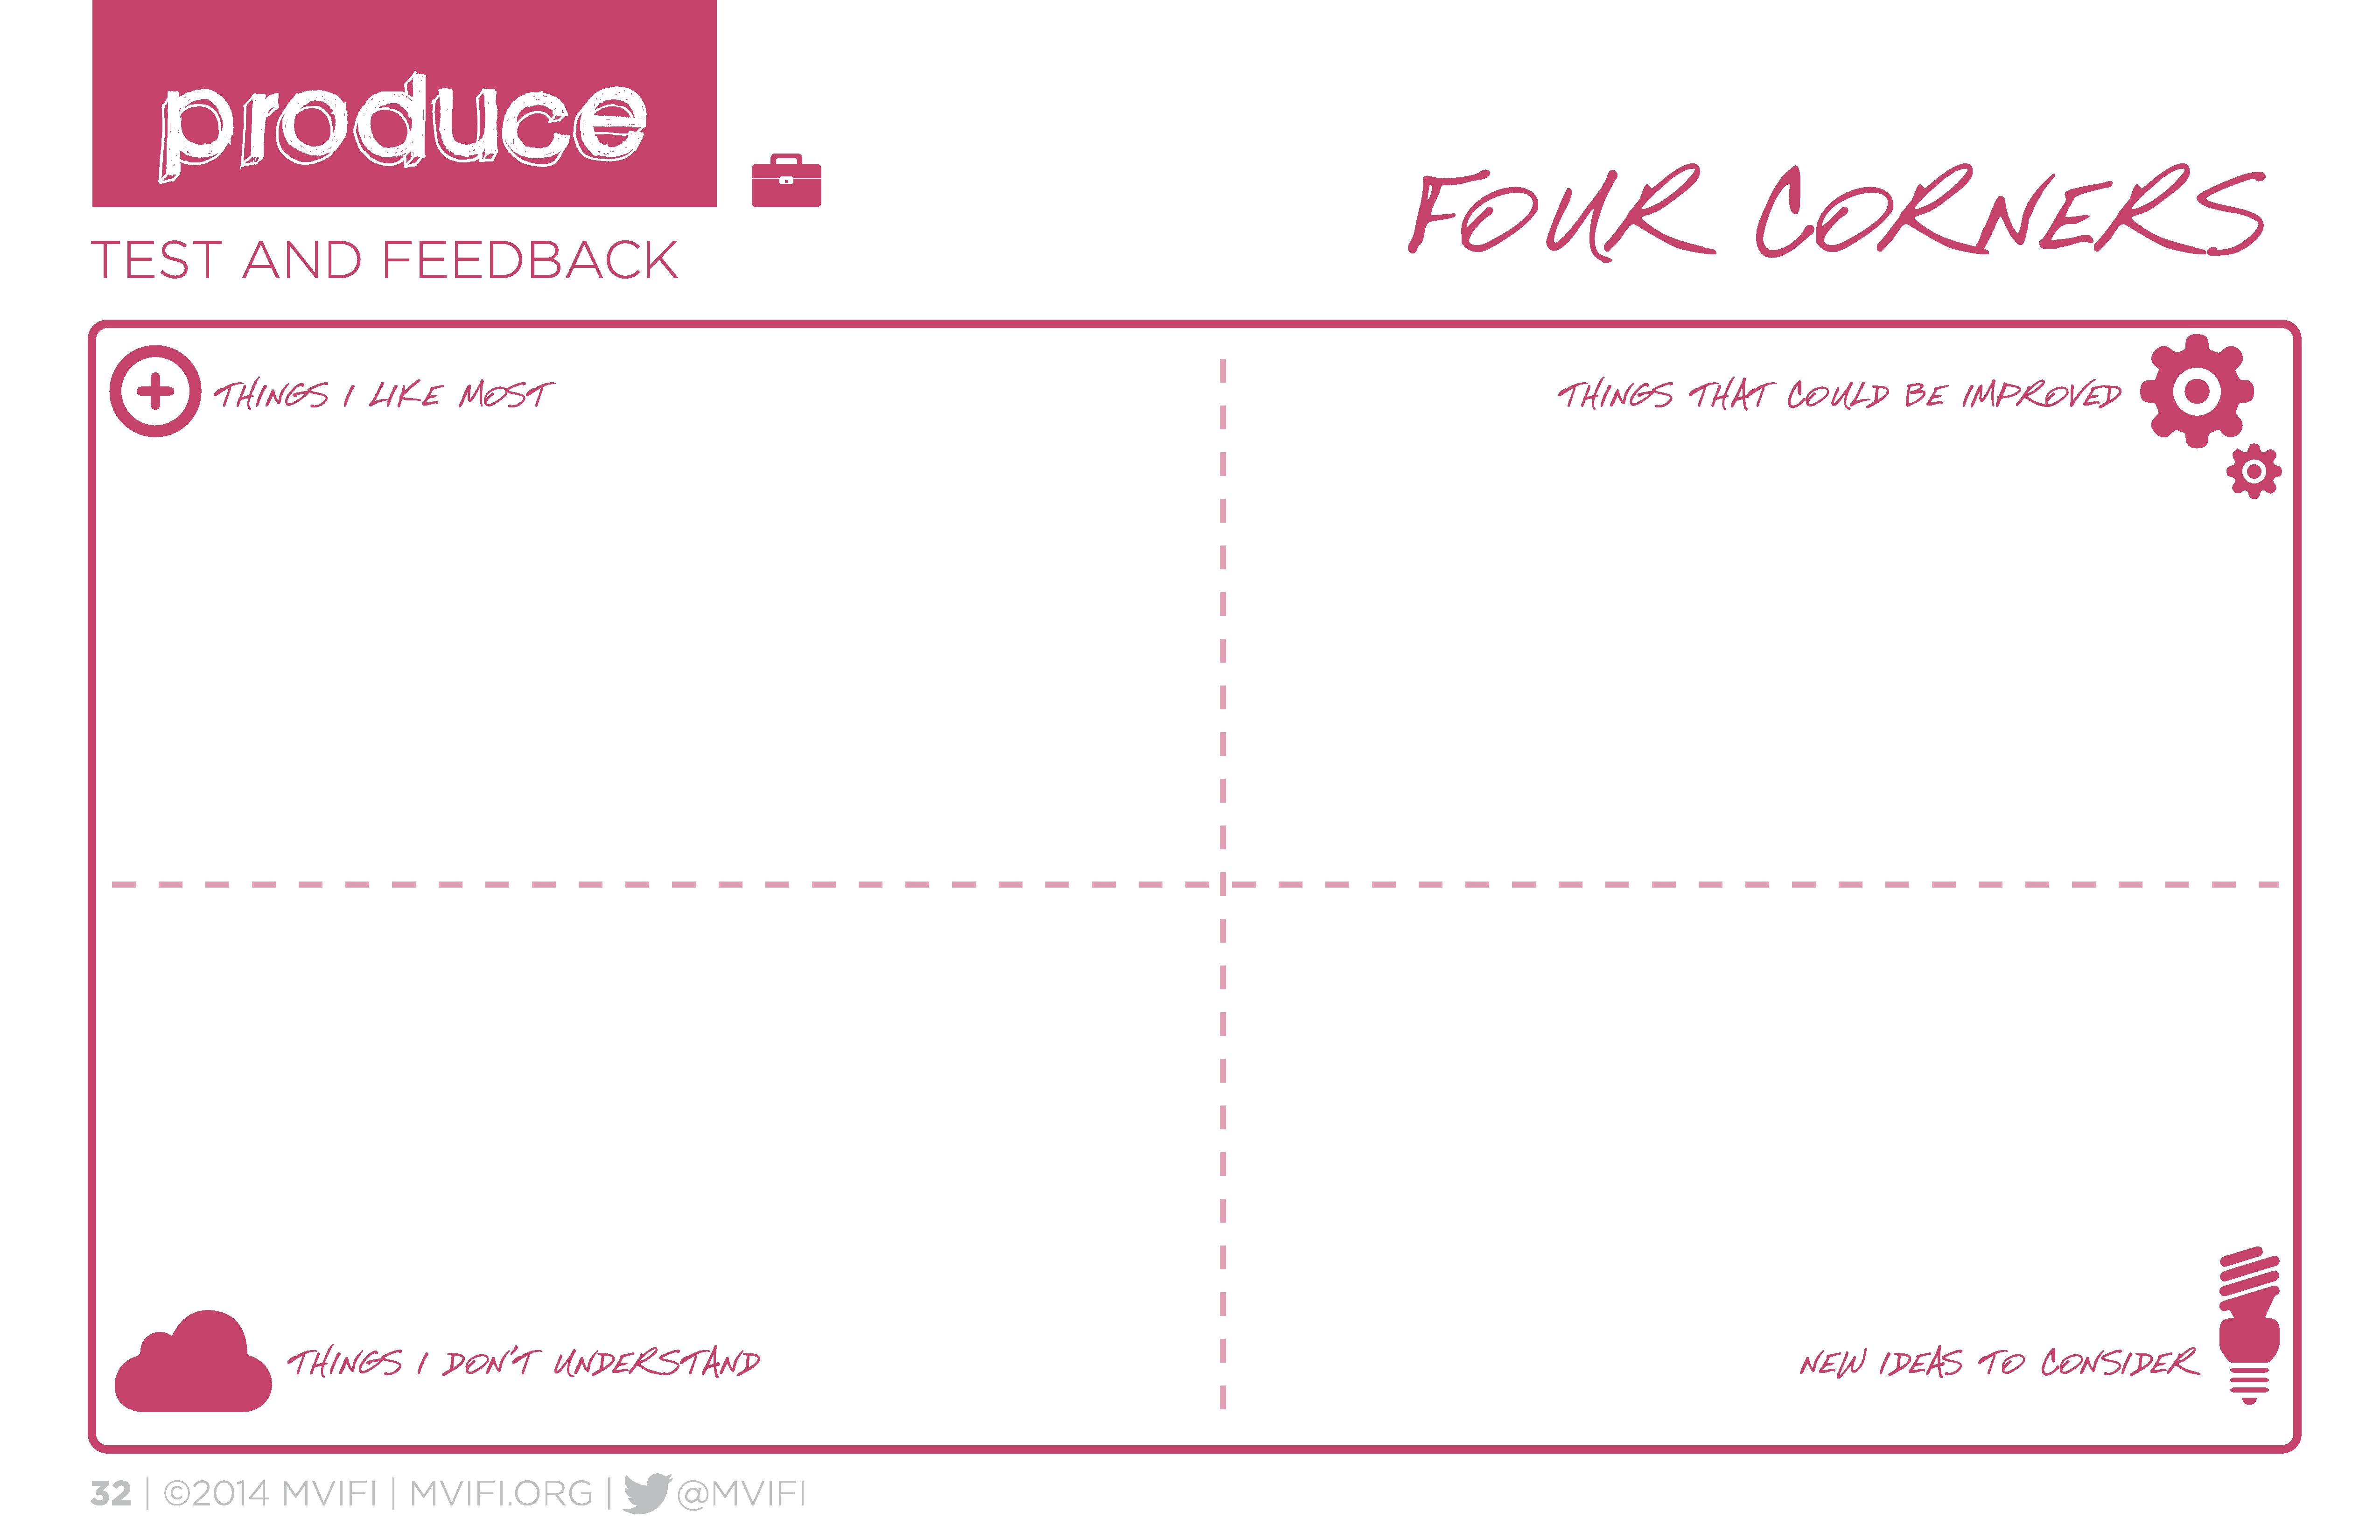 produce
FOUR CORNERS
TEST AND FEEDBACK
THINGS I LIKE MOST
THINGS THAT COULD BE IMPROVED
THINGS I DON'T UNDERSTAND
NEW IDEAS TO CONSIDER
32 | ©2014 MVIFI | MVIFI.ORG | @MVIFI